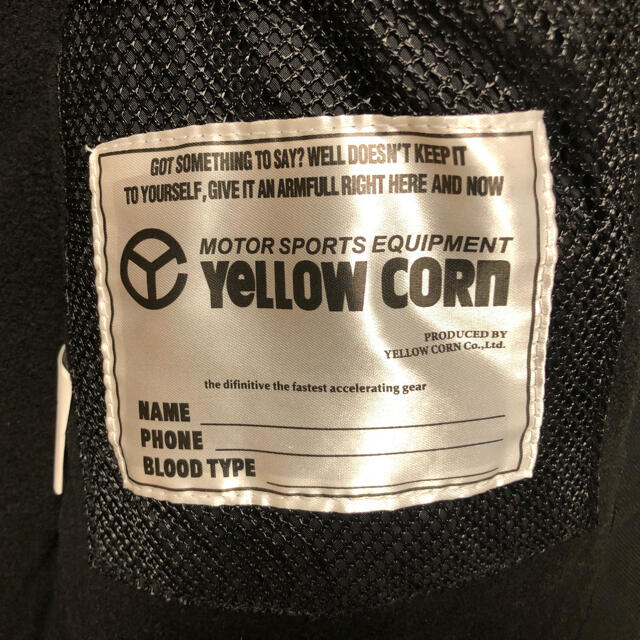 GOT SOMETHING TO SAY? WELL DOESN'T KEEP IT
TO YOURSELF, GIVE IT AN ARMFULL RIGHT HERE AND NOW
MOTOR SPORTS EQUIPMENT
YeLLOW CORn
PRODUCED BY
YELLOW CORN Co.,Ltd.
the difinitive the fastest accelerating gear
NAME
PHONE
BLOOD TYPE